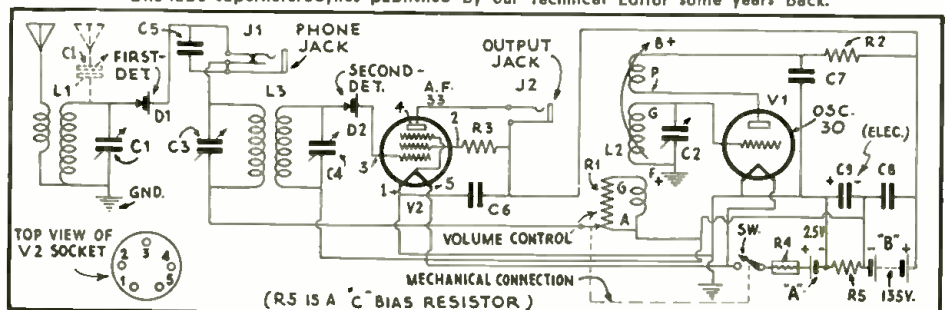 One-tube superheterodyne published by our Technical Editor some years back.
C1
C5
J1
PHONE
JACK
FIRST-
DET.
L1
D1
C1
GND.
C3
L3
SECOND-
DET.
D2
C4
A.F.
33
4
2
3
1
5
V2
R3
C6
OUTPUT
JACK
J2
B+
P
G
L2
F+
C2
V1
OSC.
30
R2
C7
(ELEC.)
C9
C8
+
-
R1
G
A
VOLUME CONTROL
MECHANICAL CONNECTION
SW.
R4
2.5V.
+
-
"A"
R5
-
"B"
+
135V.
TOP VIEW OF
V2 SOCKET
3
2
4
1
5
(R5 IS A "C" BIAS RESISTOR)